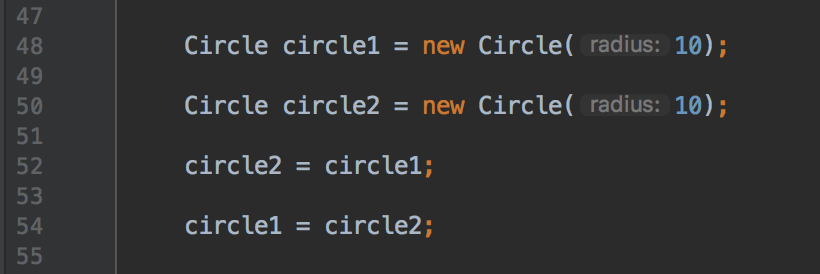 47
48 Circle circle1 = new Circle( radius: 10);
49
50 Circle circle2 = new Circle( radius: 10);
51
52 circle2 = circle1;
53
54 circle1 = circle2;
55